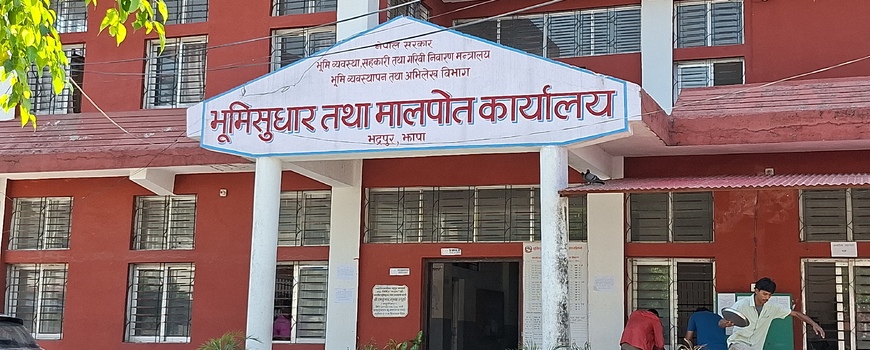 नेपाल सरकार
भूमि व्यवस्था,सहकारी तथा गरिबी निवारण मन्त्रालय
भूमि व्यवस्थापन तथा अभिलेख विभाग
भूमिसुधार तथा मालपोत कार्यालय
भद्रपुर, झापा